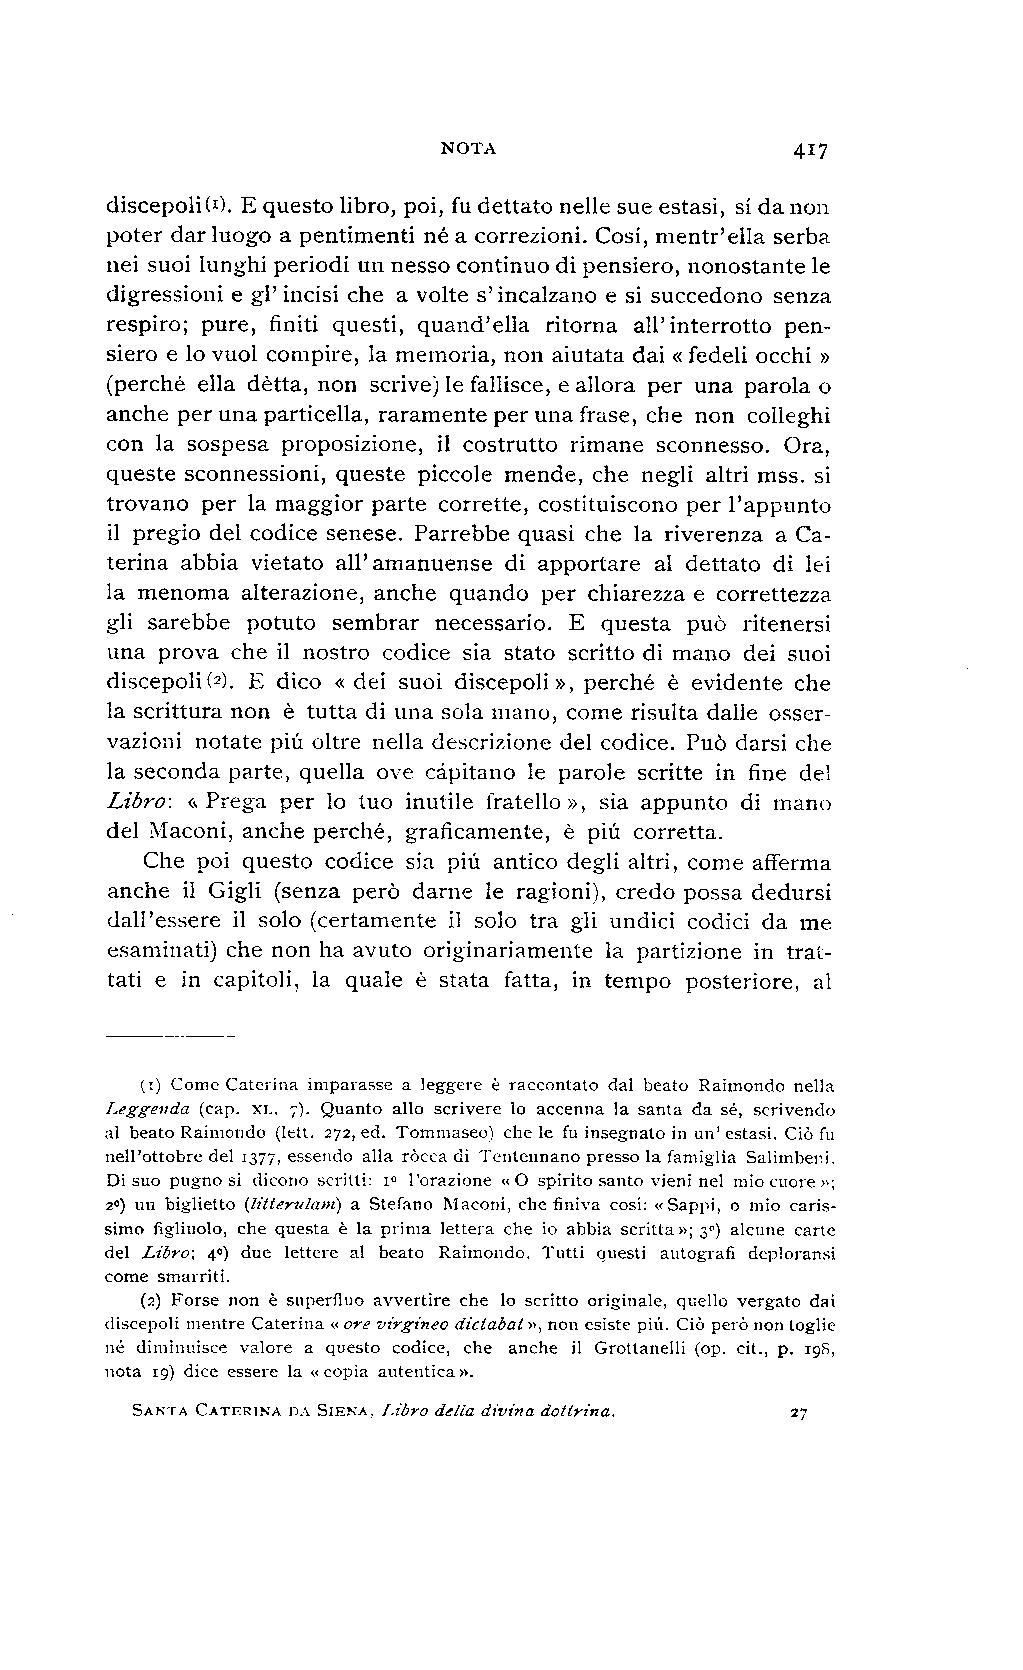 NOTA 417
discepoli(1). E questo libro, poi, fu dettato nelle sue estasi, sí da non
poter dar luogo a pentimenti né a correzioni. Cosí, mentr'ella serba
nei suoi lunghi periodi un nesso continuo di pensiero, nonostante le
digressioni e gl'incisi che a volte s'incalzano e si succedono senza
respiro; pure, finiti questi, quand'ella ritorna all'interrotto pen-
siero e lo vuol compire, la memoria, non aiutata dai « fedeli occhi »
(perché ella dètta, non scrive) le fallisce, e allora per una parola o
anche per una particella, raramente per una frase, che non colleghi
con la sospesa proposizione, il costrutto rimane sconnesso. Ora,
queste sconnessioni, queste piccole mende, che negli altri mss. si
trovano per la maggior parte corrette, costituiscono per l'appunto
il pregio del codice senese. Parrebbe quasi che la riverenza a Ca-
terina abbia vietato all'amanuense di apportare al dettato di lei
la menoma alterazione, anche quando per chiarezza e correttezza
gli sarebbe potuto sembrar necessario. E questa può ritenersi
una prova che il nostro codice sia stato scritto di mano dei suoi
discepoli(2). E dico « dei suoi discepoli », perché è evidente che
la scrittura non è tutta di una sola mano, come risulta dalle osser-
vazioni notate piú oltre nella descrizione del codice. Può darsi che
la seconda parte, quella ove cápitano le parole scritte in fine del
Libro: « Prega per lo tuo inutile fratello », sia appunto di mano
del Maconi, anche perché, graficamente, è piú corretta.
Che poi questo codice sia piú antico degli altri, come afferma
anche il Gigli (senza però darne le ragioni), credo possa dedursi
dall'essere il solo (certamente il solo tra gli undici codici da me
esaminati) che non ha avuto originariamente la partizione in trat-
tati e in capitoli, la quale è stata fatta, in tempo posteriore, al
(1) Come Caterina imparasse a leggere è raccontato dal beato Raimondo nella
Leggenda (cap. XL, 7). Quanto allo scrivere lo accenna la santa da sé, scrivendo
al beato Raimondo (lett. 272, ed. Tommaseo) che le fu insegnato in un'estasi. Ciò fu
nell'ottobre del 1377, essendo alla ròcca di Tentennano presso la famiglia Salimbeni.
Di suo pugno si dicono scritti: 1º l'orazione « O spirito santo vieni nel mio cuore »;
2º) un biglietto (litterulam) a Stefano Maconi, che finiva cosí: « Sappi, o mio caris-
simo figliuolo, che questa è la prima lettera che io abbia scritta »; 3º) alcune carte
del Libro; 4º) due lettere al beato Raimondo. Tutti questi autografi deploransi
come smarriti.
(2) Forse non è superfluo avvertire che lo scritto originale, quello vergato dai
discepoli mentre Caterina « ore virgineo dictabat », non esiste piú. Ciò però non toglie
né diminuisce valore a questo codice, che anche il Grottanelli (op. cit., p. 198,
nota 19) dice essere la « copia autentica ».
SANTA CATERINA DA SIENA, Libro della divina dottrina. 27